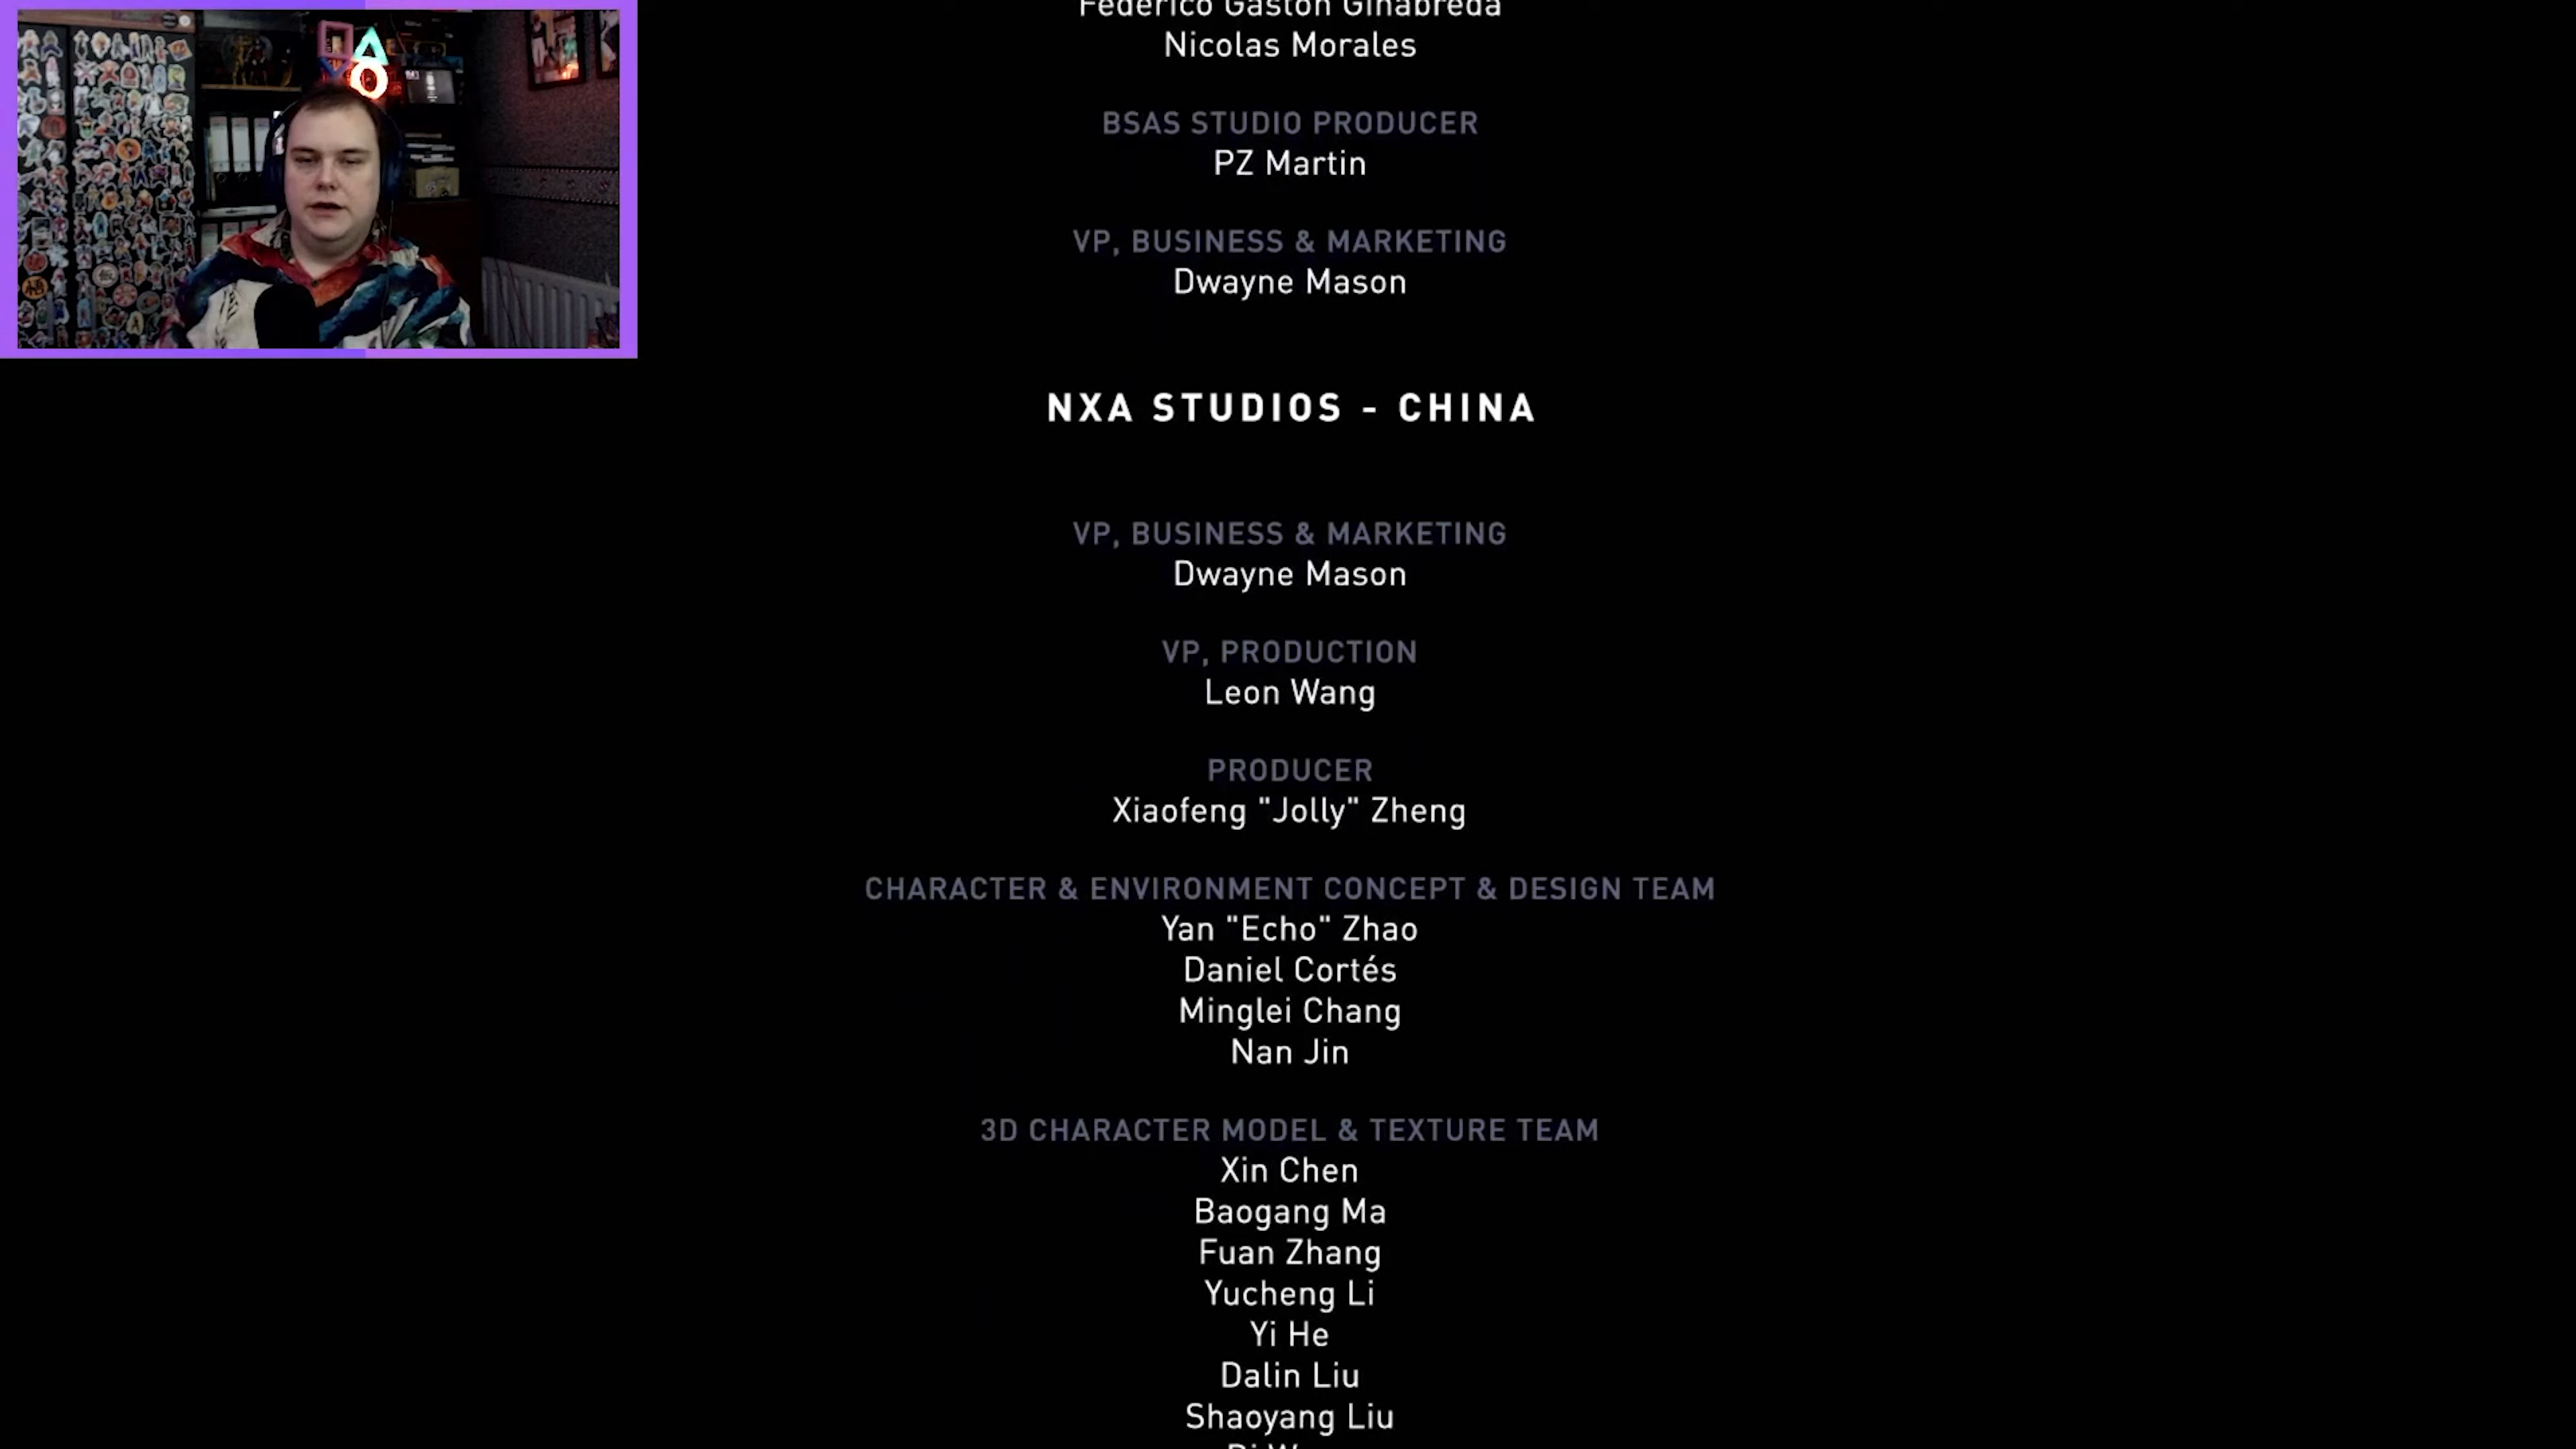 Federico Gastón Ginabreda
Nicolas Morales
BSAS STUDIO PRODUCER
PZ Martin
VP, BUSINESS & MARKETING
Dwayne Mason
NXA STUDIOS - CHINA
VP, BUSINESS & MARKETING
Dwayne Mason
VP, PRODUCTION
Leon Wang
PRODUCER
Xiaofeng "Jolly" Zheng
CHARACTER & ENVIRONMENT CONCEPT & DESIGN TEAM
Yan "Echo" Zhao
Daniel Cortés
Minglei Chang
Nan Jin
3D CHARACTER MODEL & TEXTURE TEAM
Xin Chen
Baogang Ma
Fuan Zhang
Yucheng Li
Yi He
Dalin Liu
Shaoyang Liu